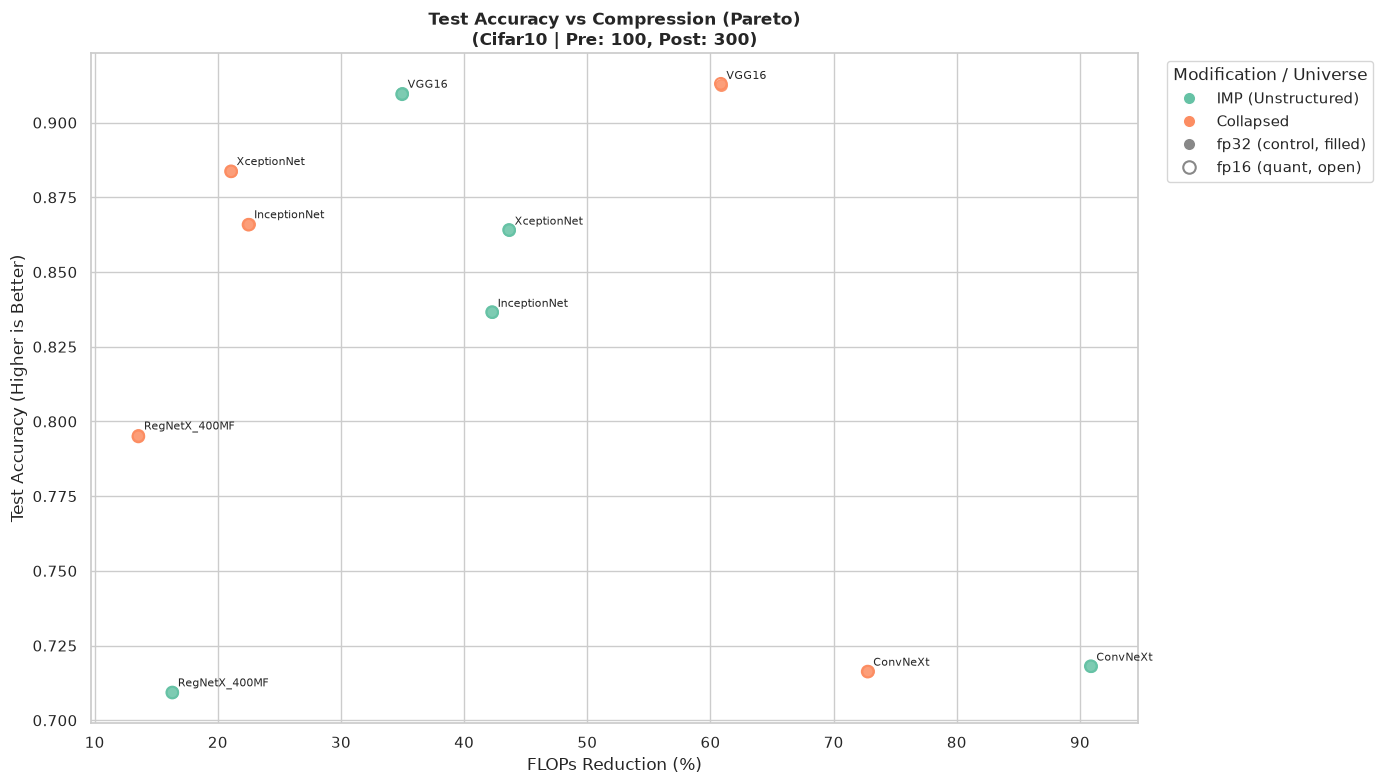 Test Accuracy vs Compression (Pareto)
(Cifar10 | Pre: 100, Post: 300)
Modification / Universe
IMP (Unstructured)
Collapsed
fp32 (control, filled)
fp16 (quant, open)
Test Accuracy (Higher is Better)
0.900
0.875
0.850
0.825
0.800
0.775
0.750
0.725
0.700
VGG16
VGG16
XceptionNet
InceptionNet
XceptionNet
InceptionNet
RegNetX_400MF
ConvNeXt
ConvNeXt
RegNetX_400MF
10 20 30 40 50 60 70 80 90
FLOPs Reduction (%)